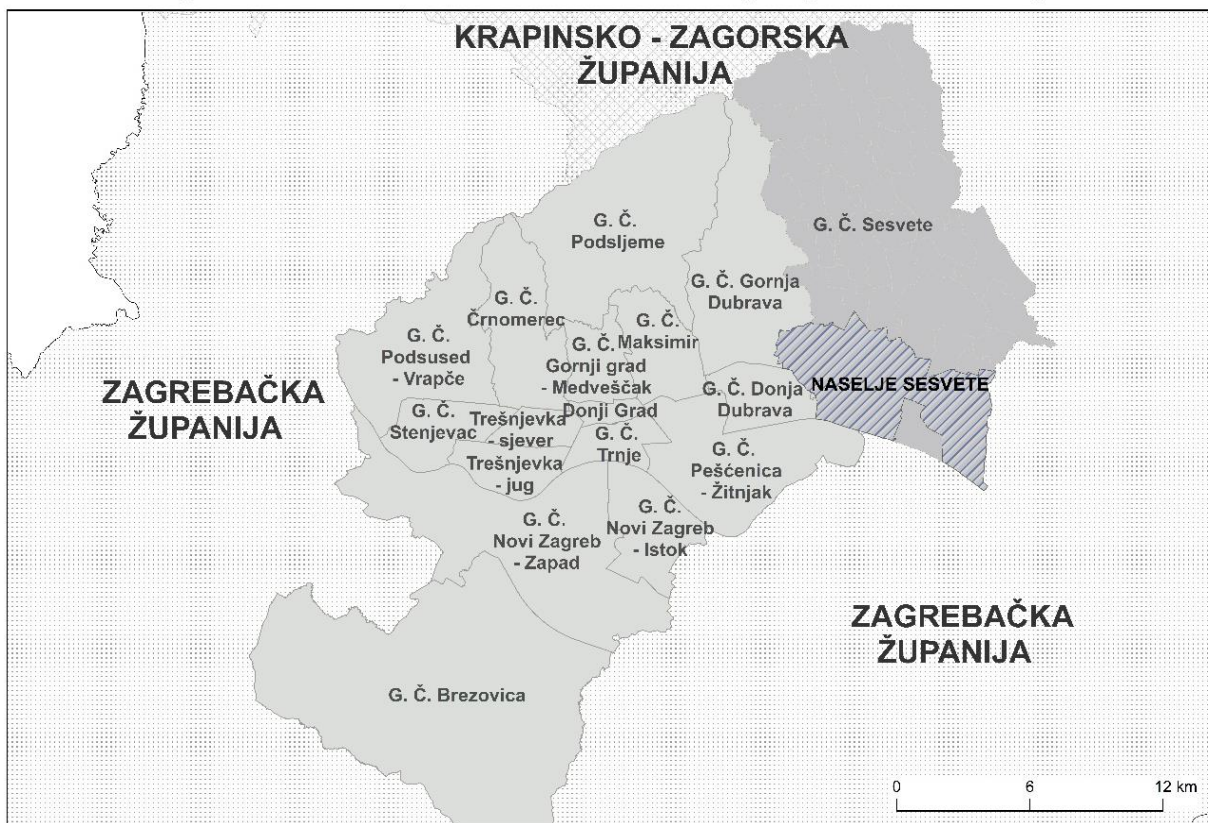 KRAPINSKO - ZAGORSKA
ŽUPANIJA
G. Č.
Podsljeme
G. Č. Sesvete
G. Č. Gornja
Dubrava
G. Č.
Črnomerec
G. Č.
Maksimir
G. Č.
Podsused
- Vrapče
G. Č.
Gornji grad
- Medveščak
ZAGREBAČKA
ŽUPANIJA
NASELJE SESVETE
G. Č. Donja
Dubrava
G. Č.
Stenjevac
Trešnjevka
- sjever
Donji Grad
G. Č.
Trnje
Trešnjevka
- jug
G. Č.
Pešćenica
- Žitnjak
G. Č.
Novi Zagreb
- Zapad
G. Č.
Novi Zagreb
- Istok
ZAGREBAČKA
ŽUPANIJA
G. Č. Brezovica
0 6 12 km